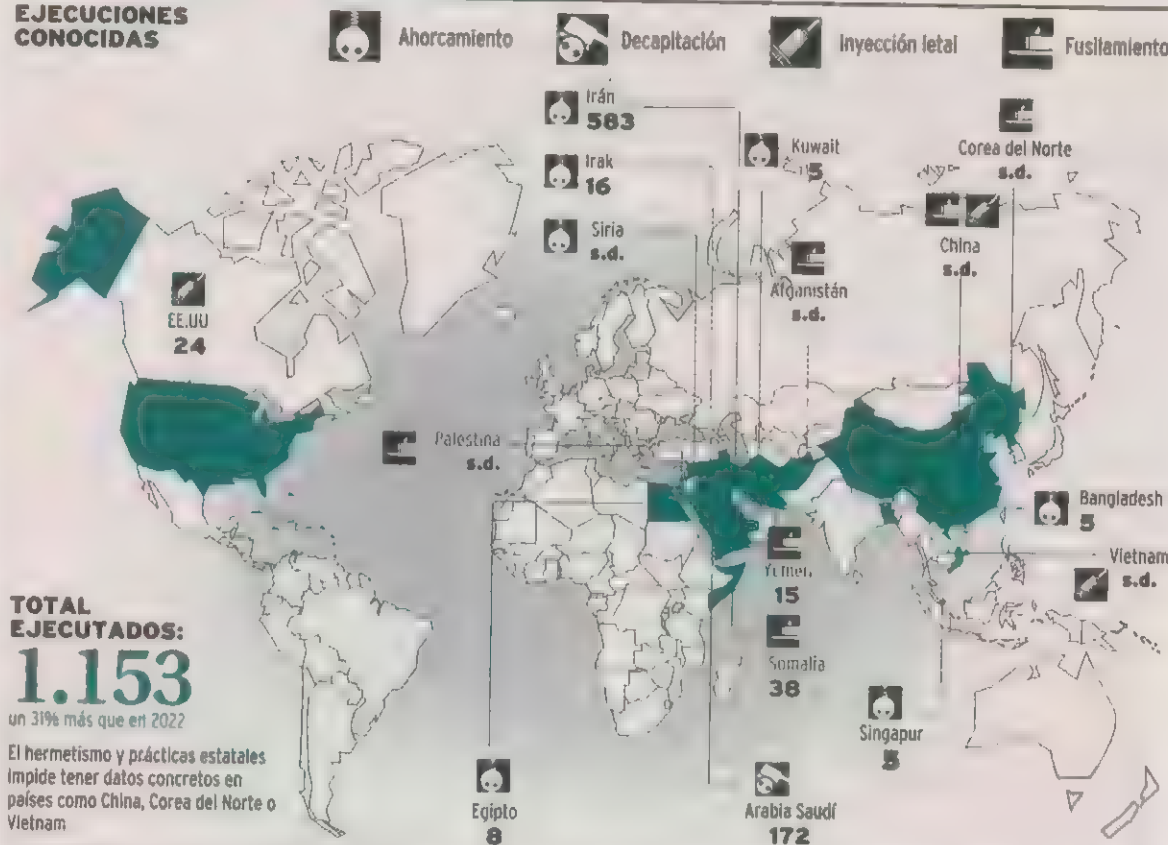 EJECUCIONES
CONOCIDAS
Ahorcamiento
Decapitación
Inyección letal
Fusilamiento
Irán
583
Irak
16
Siria
s.d.
Kuwait
5
Corea del Norte
s.d.
China
s.d.
Afganistán
s.d.
EE.UU
24
Palestina
s.d.
Bangladesh
5
Vietnam
s.d.
Yemen
15
Somalia
38
Singapur
5
Egipto
8
Arabia Saudí
172
TOTAL
EJECUTADOS:
1.153
un 31% más que en 2022
El hermetismo y prácticas estatales
impide tener datos concretos en
países como China, Corea del Norte o
Vietnam